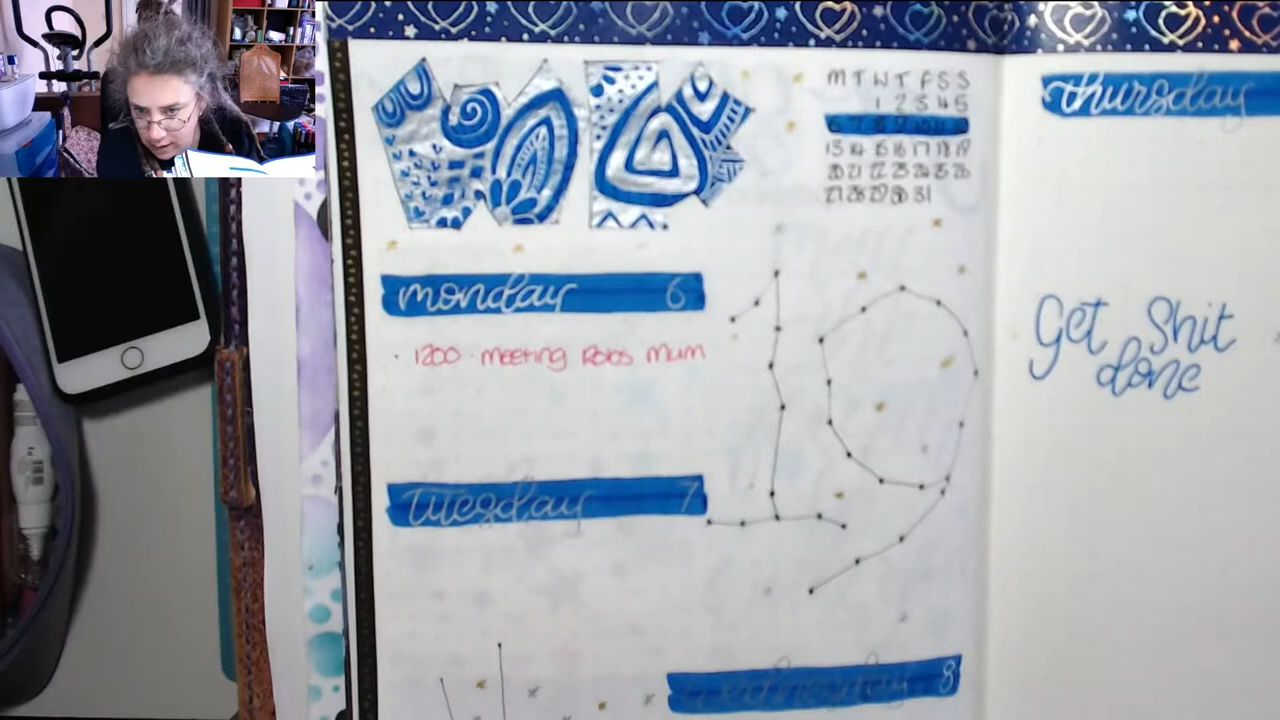 WK
M T W T F S S
1 2 3 4 5
13 14 15 16 17 18 19
20 21 22 23 24 25 26
27 28 29 30 31
thursday
monday 6
· 1200 meeting Robs Mum
Get Shit
done
tuesday 7
19
wednesday 8